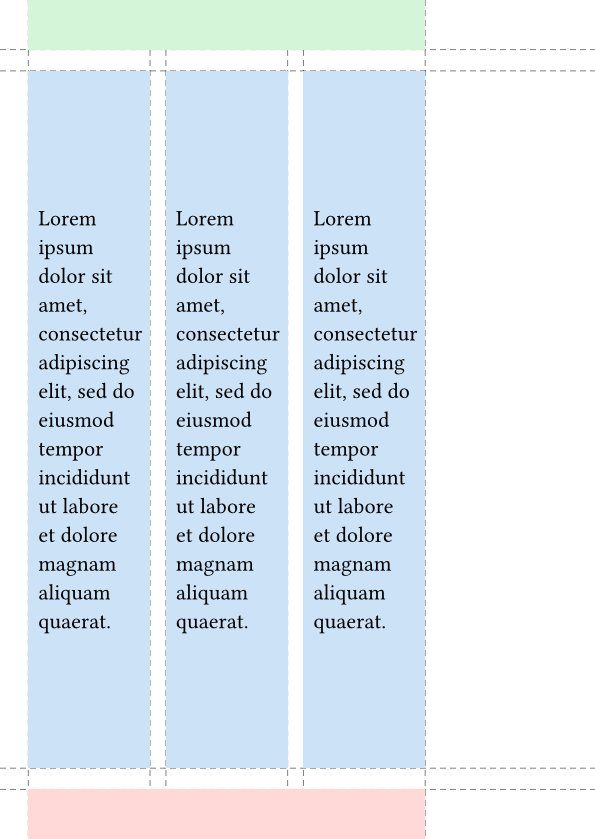 Lorem
ipsum
dolor sit
amet,
consectetur
adipiscing
elit, sed do
eiusmod
tempor
incididunt
ut labore
et dolore
magnam
aliquam
quaerat.
Lorem
ipsum
dolor sit
amet,
consectetur
adipiscing
elit, sed do
eiusmod
tempor
incididunt
ut labore
et dolore
magnam
aliquam
quaerat.
Lorem
ipsum
dolor sit
amet,
consectetur
adipiscing
elit, sed do
eiusmod
tempor
incididunt
ut labore
et dolore
magnam
aliquam
quaerat.